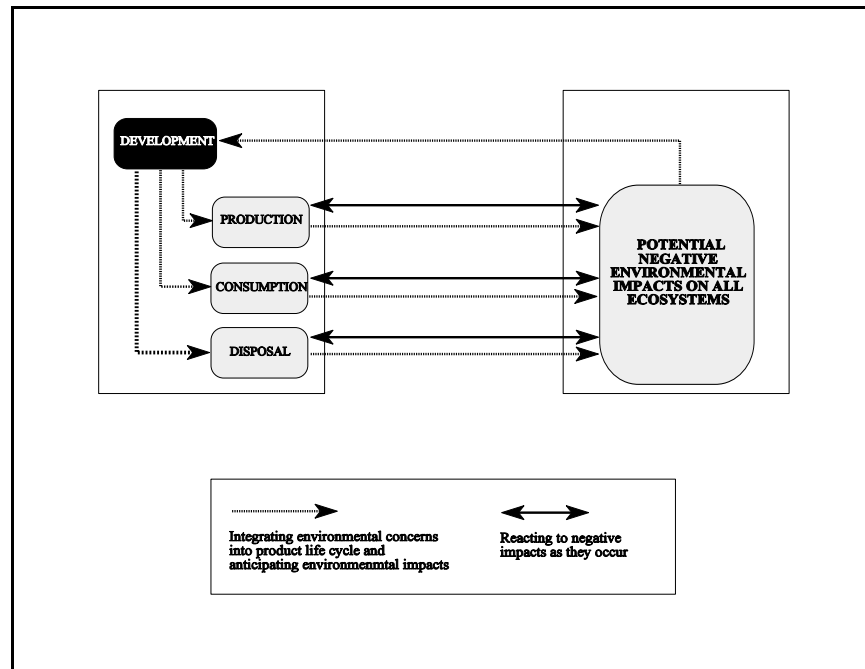 DEVELOPMENT
PRODUCTION
CONSUMPTION
DISPOSAL
POTENTIAL
NEGATIVE
ENVIRONMENTAL
IMPACTS ON ALL
ECOSYSTEMS
Integrating environmental concerns
into product life cycle and
anticipating environmenmtal impacts
Reacting to negative
impacts as they occur